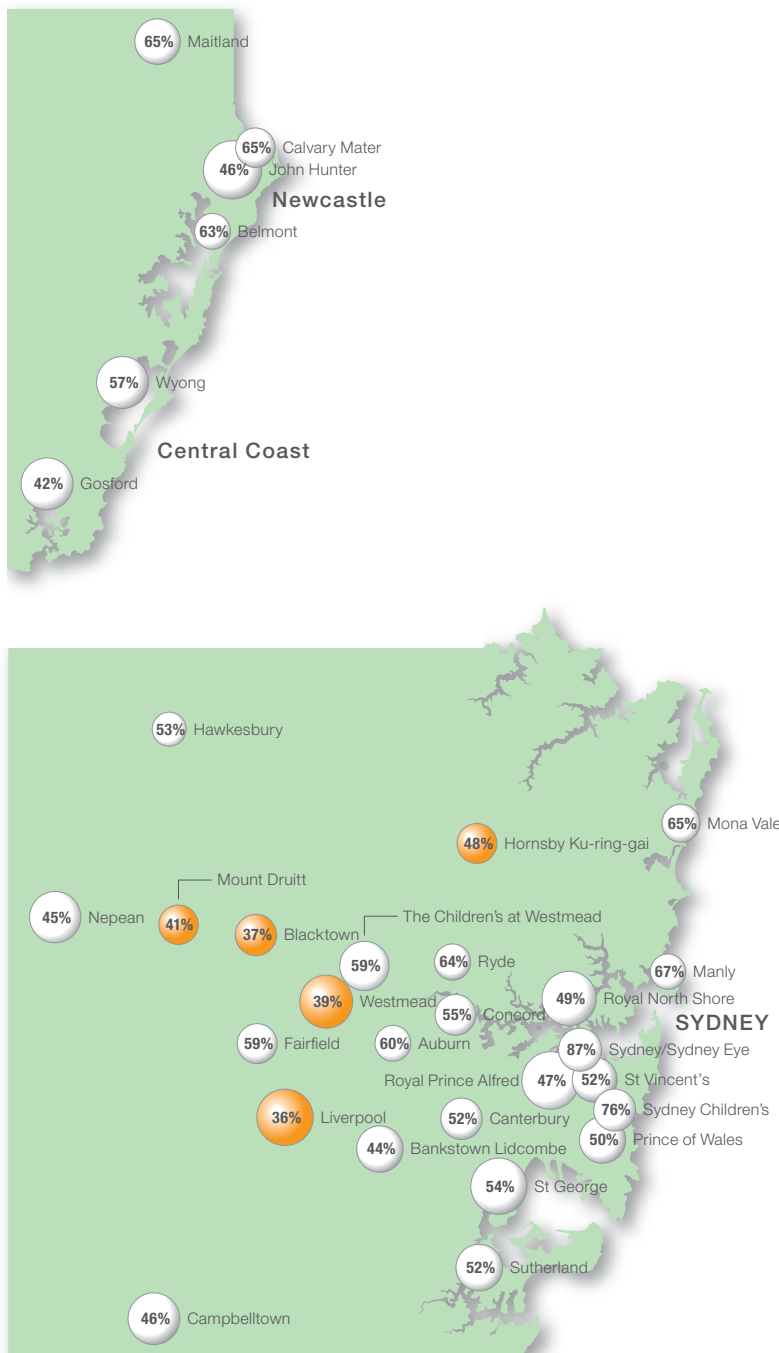 65% Maitland
65% Calvary Mater
46% John Hunter
Newcastle
63% Belmont
57% Wyong
Central Coast
42% Gosford
53% Hawkesbury
65% Mona Vale
48% Hornsby Ku-ring-gai
Mount Druitt
45% Nepean
41%
37% Blacktown
The Children's at Westmead
59%
64% Ryde
67% Manly
39% Westmead
49% Royal North Shore
55% Concord
SYDNEY
59% Fairfield
60% Auburn
87% Sydney/Sydney Eye
Royal Prince Alfred 47%
52% St Vincent's
76% Sydney Children's
36% Liverpool
52% Canterbury
44% Bankstown Lidcombe
50% Prince of Wales
54% St George
52% Sutherland
46% Campbelltown